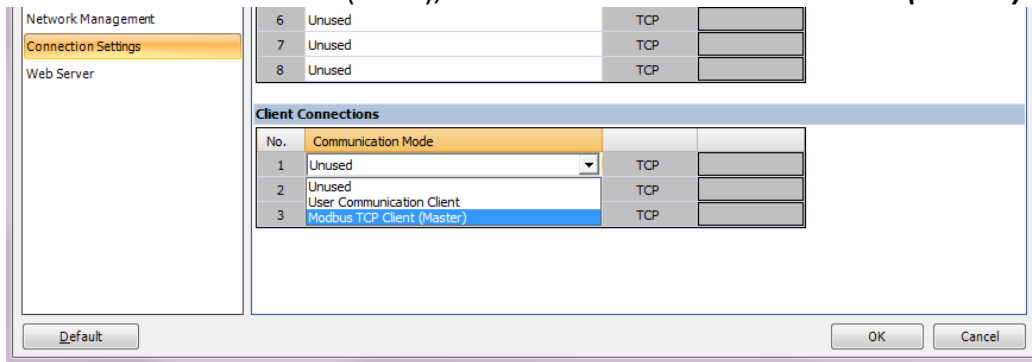 Network Management
6 Unused TCP
Connection Settings
7 Unused TCP
Web Server
8 Unused TCP
Client Connections
No. Communication Mode
1 Unused TCP
2 Unused TCP
User Communication Client
3 Modbus TCP Client (Master) TCP
Default OK Cancel